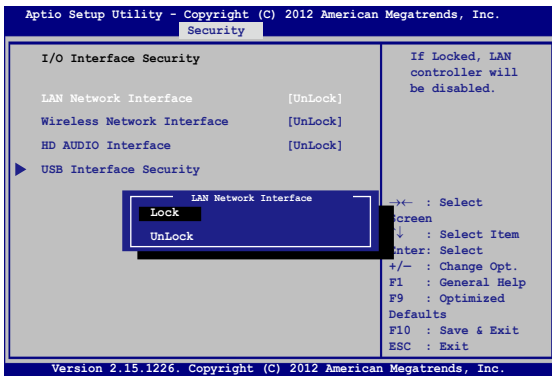 Aptio Setup Utility - Copyright (C) 2012 American Megatrends, Inc.
Security
I/O Interface Security
LAN Network Interface [UnLock]
Wireless Network Interface [UnLock]
HD AUDIO Interface [UnLock]
USB Interface Security
LAN Network Interface
Lock
UnLock
If Locked, LAN
controller will
be disabled.
→← : Select
Screen
↑↓ : Select Item
Enter: Select
+/— : Change Opt.
F1 : General Help
F9 : Optimized
Defaults
F10 : Save & Exit
ESC : Exit
Version 2.15.1226. Copyright (C) 2012 American Megatrends, Inc.